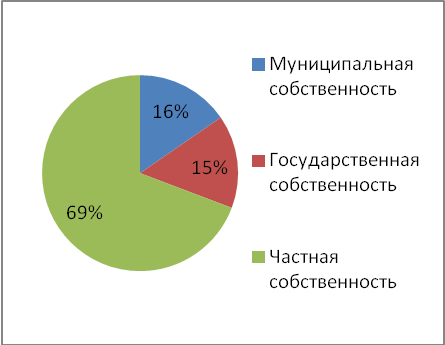 Муниципальная
собственность
16%
Государственная
15%
собственность
69%
Частная
собственность